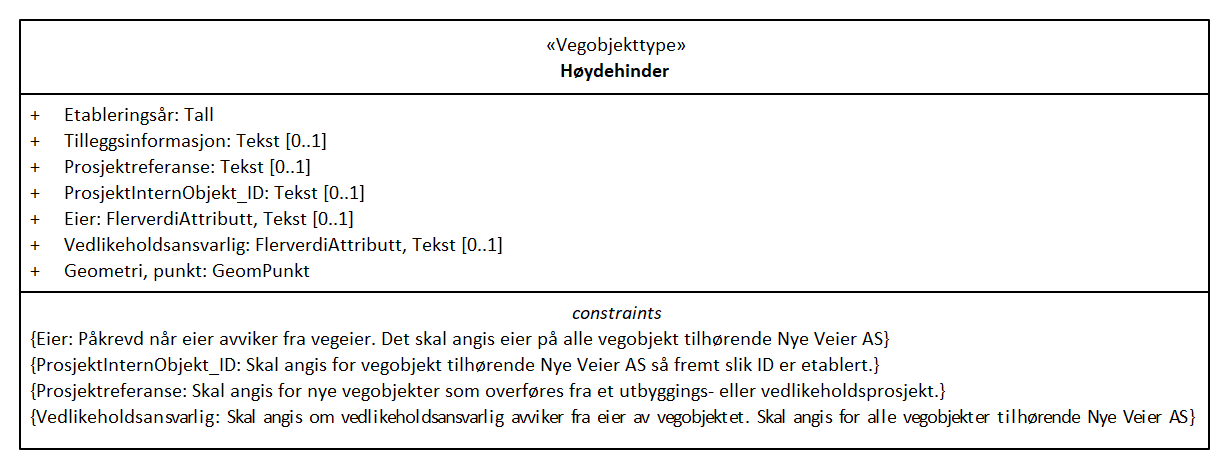 «Vegobjekttype»
Høydehinder
+ Etableringsår: Tall
+ Tilleggsinformasjon: Tekst [0..1]
+ Prosjektreferanse: Tekst [0..1]
+ ProsjektInternObjekt_ID: Tekst [0..1]
+ Eier: FlerverdiAttributt, Tekst [0..1]
+ Vedlikeholdsansvarlig: FlerverdiAttributt, Tekst [0..1]
+ Geometri, punkt: GeomPunkt
constraints
{Eier: Påkrevd når eier avviker fra vegeier. Det skal angis eier på alle vegobjekt tilhørende Nye Veier AS}
{ProsjektInternObjekt_ID: Skal angis for vegobjekt tilhørende Nye Veier AS så fremt slik ID er etablert.}
{Prosjektreferanse: Skal angis for nye vegobjekter som overføres fra et utbyggings- eller vedlikeholdsprosjekt.}
{Vedlikeholdsansvarlig: Skal angis om vedlikeholdsansvarlig avviker fra eier av vegobjektet. Skal angis for alle vegobjekter tilhørende Nye Veier AS}